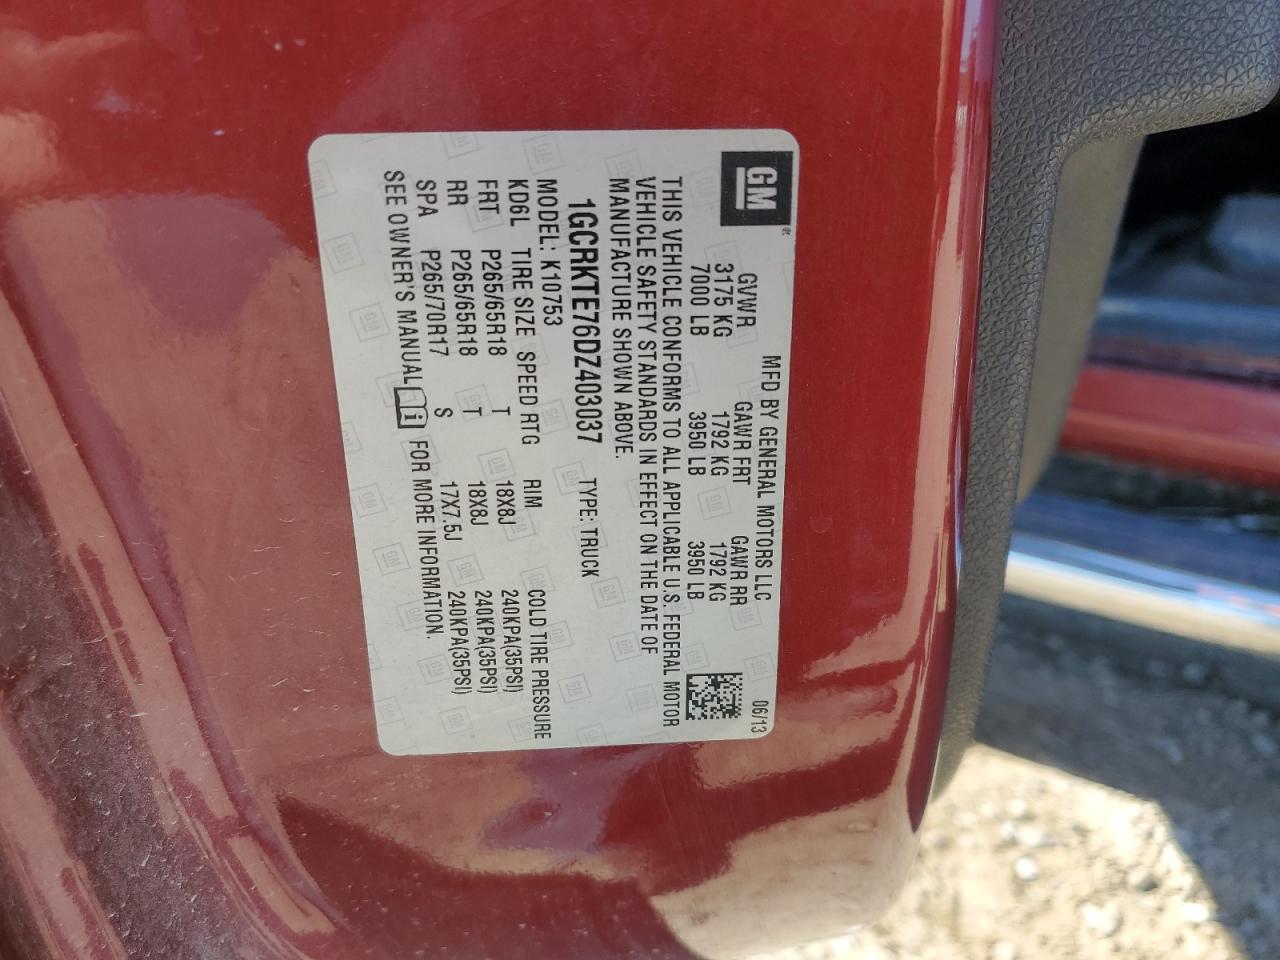 GM
MFD BY GENERAL MOTORS LLC 06/13
GVWR GAWR FRT GAWR RR
3175 KG 1792 KG 1792 KG
7000 LB 3950 LB 3950 LB
THIS VEHICLE CONFORMS TO ALL APPLICABLE U.S. FEDERAL MOTOR
VEHICLE SAFETY STANDARDS IN EFFECT ON THE DATE OF
MANUFACTURE SHOWN ABOVE.
1GCRKTE76DZ403037 TYPE: TRUCK
MODEL: K10753
KD6L TIRE SIZE SPEED RTG RIM COLD TIRE PRESSURE
FRT P265/65R18 T 18X8J 240KPA(35PSI)
RR P265/65R18 T 18X8J 240KPA(35PSI)
SPA P265/70R17 S 17X7.5J 240KPA(35PSI)
SEE OWNER'S MANUAL i FOR MORE INFORMATION.